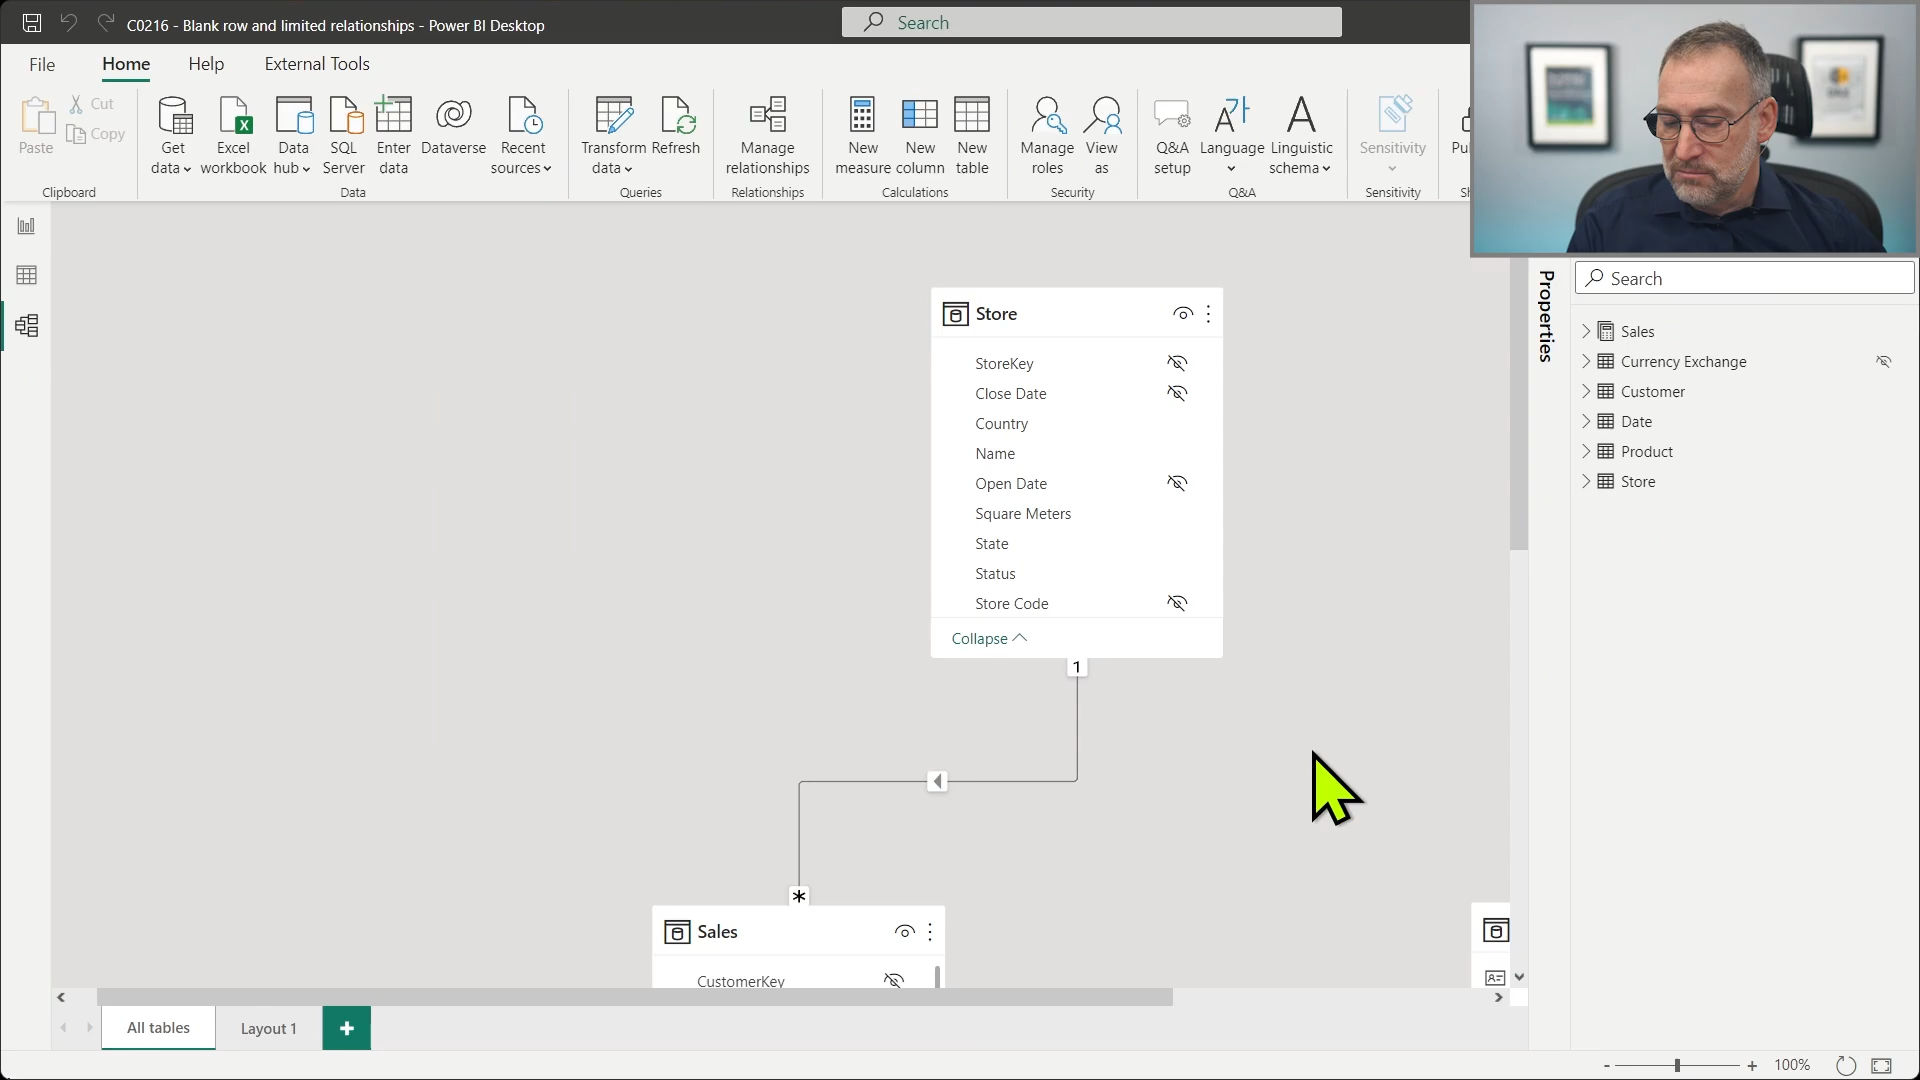 C0216 - Blank row and limited relationships - Power BI Desktop
Search
File
Home
Help
External Tools
Paste
Cut
Copy
Clipboard
Get data
Excel workbook
Data hub
SQL Server
Enter data
Dataverse
Recent sources
Data
Transform data
Refresh
Queries
Manage relationships
Relationships
New measure
New column
New table
Calculations
Manage roles
View as
Security
Q&A setup
Language
Linguistic schema
Q&A
Sensitivity
Sensitivity
Store
StoreKey
Close Date
Country
Name
Open Date
Square Meters
State
Status
Store Code
Collapse
1
*
Sales
CustomerKey
Properties
Search
Sales
Currency Exchange
Customer
Date
Product
Store
All tables
Layout 1
+
- + 100%